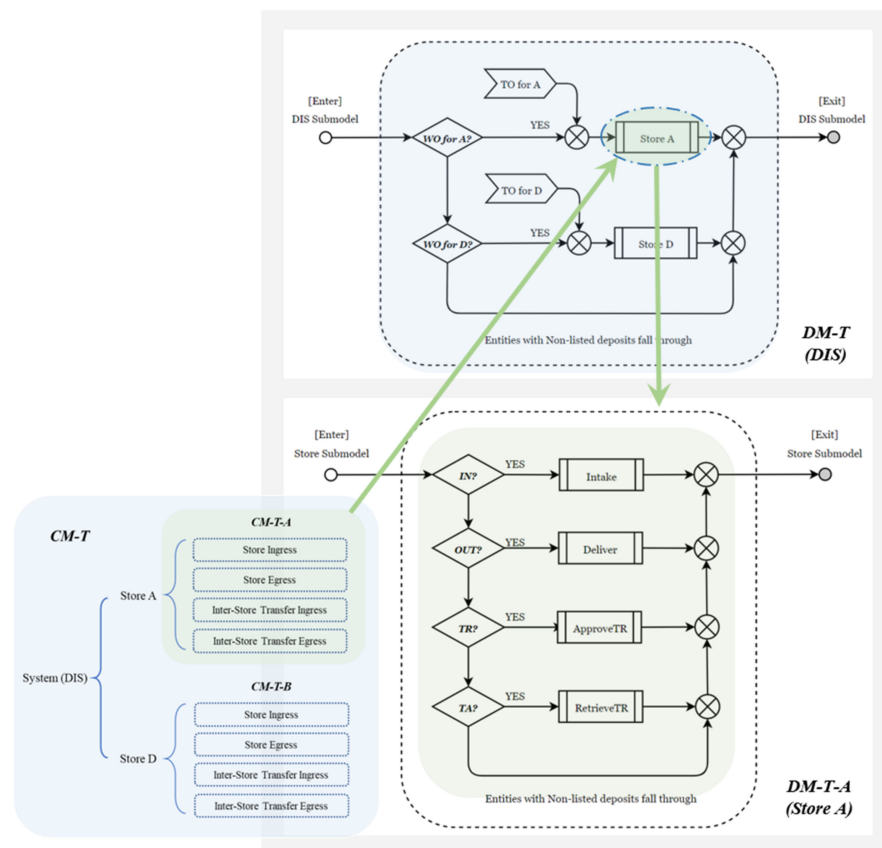 TO for A
[Enter]
DIS Submodel
[Exit]
DIS Submodel
WO for A?
YES
Store A
TO for D
WO for D?
YES
Store D
Entities with Non-listed deposits fall through
DM-T
(DIS)
[Enter]
Store Submodel
[Exit]
Store Submodel
IN?
YES
Intake
OUT?
YES
Deliver
TR?
YES
ApproveTR
TA?
YES
RetrieveTR
Entities with Non-listed deposits fall through
DM-T-A
(Store A)
CM-T
CM-T-A
Store Ingress
Store Egress
Inter-Store Transfer Ingress
Inter-Store Transfer Egress
Store A
System (DIS)
CM-T-B
Store Ingress
Store Egress
Inter-Store Transfer Ingress
Inter-Store Transfer Egress
Store D